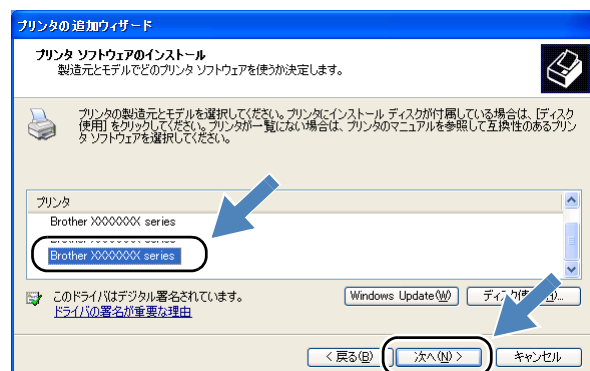 プリンタの追加ウィザード
プリンタ ソフトウェアのインストール
製造元とモデルでどのプリンタ ソフトウェアを使うか決定します。
プリンタの製造元とモデルを選択してください。プリンタにインストール ディスクが付属している場合は、[ディスク
使用] をクリックしてください。プリンタが一覧にない場合は、プリンタのマニュアルを参照して互換性のあるプリン
タ ソフトウェアを選択してください。
プリンタ
Brother XXXXXXX series
Brother XXXXXXX series
このドライバはデジタル署名されています。
ドライバの署名が重要な理由
Windows Update(W)
< 戻る(B)
次へ(N) >
キャンセル